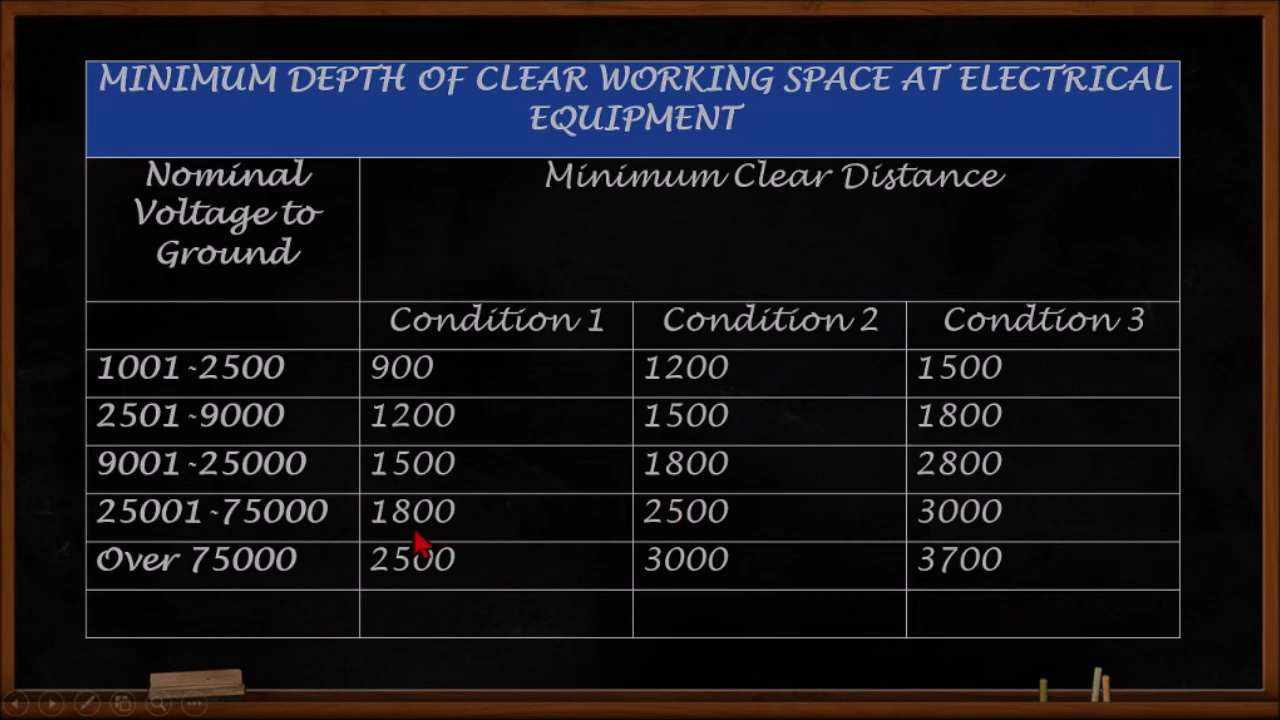 MINIMUM DEPTH OF CLEAR WORKING SPACE AT ELECTRICAL
EQUIPMENT
Nominal
Voltage to
Ground
Minimum Clear Distance
Condition 1 Condition 2 Condtion 3
1001-2500 900 1200 1500
2501-9000 1200 1500 1800
9001-25000 1500 1800 2800
25001-75000 1800 2500 3000
Over 75000 2500 3000 3700